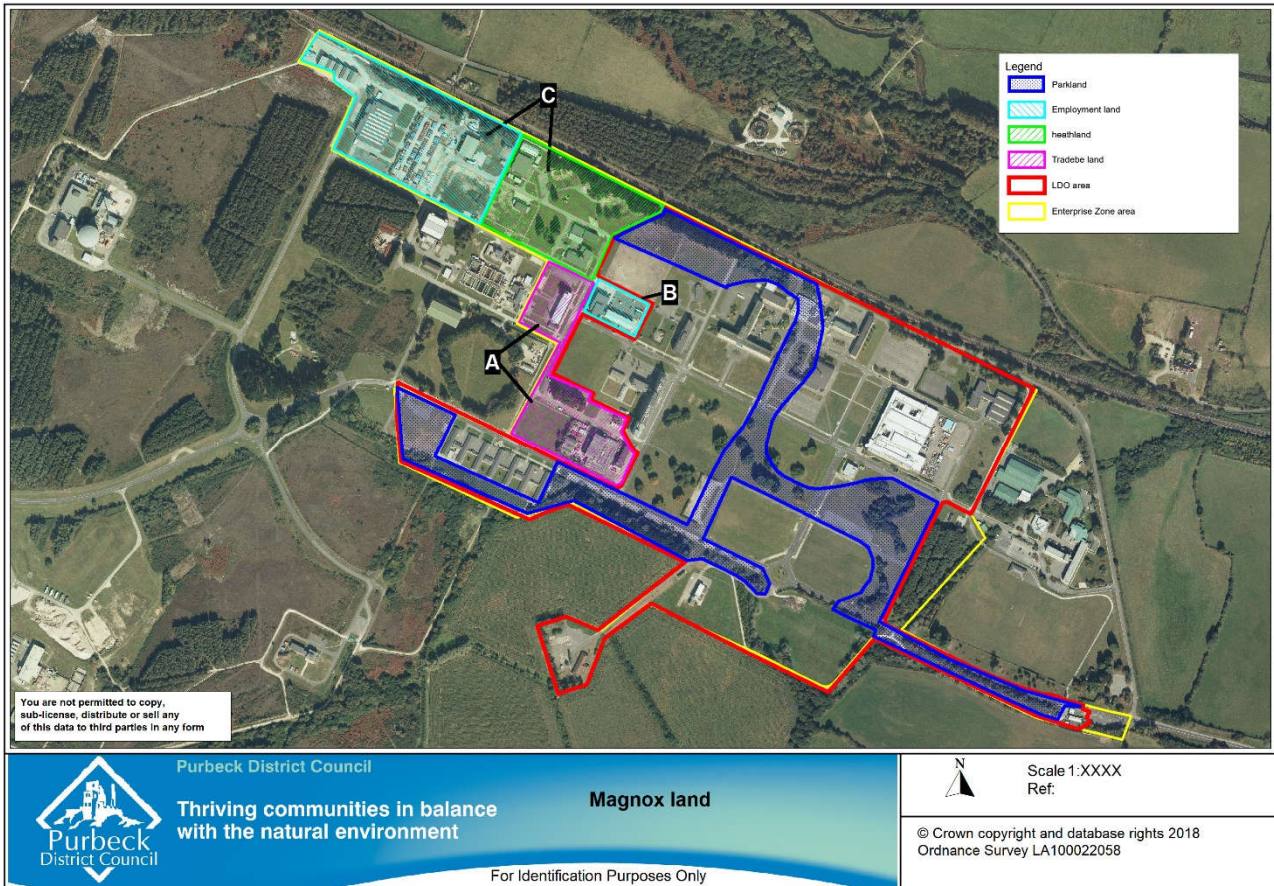 C
B
A
Legend
Parkland
Employment land
heathland
Tradebe land
LDO area
Enterprise Zone area
You are not permitted to copy,
sub-license, distribute or sell any
of this data to third parties in any form
Purbeck
District Council
Purbeck District Council
Thriving communities in balance
with the natural environment
Magnox land
For Identification Purposes Only
N
Scale 1:XXXX
Ref:
© Crown copyright and database rights 2018
Ordnance Survey LA100022058